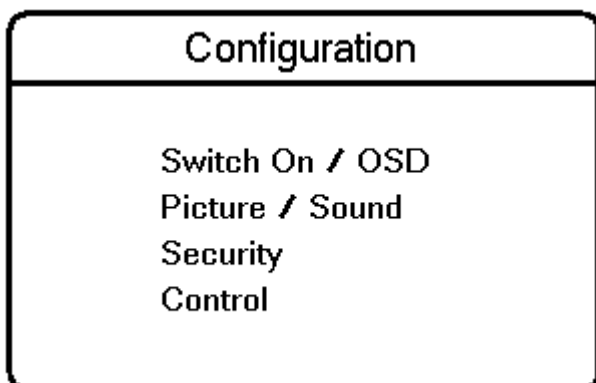 Configuration
Switch On / OSD
Picture / Sound
Security
Control